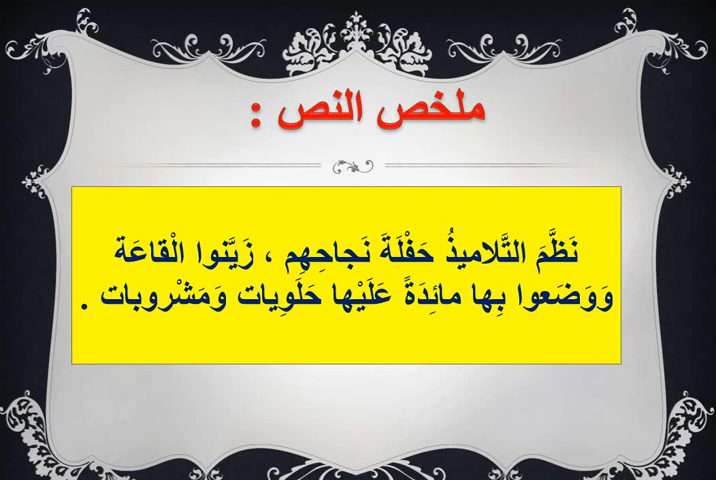 ملخص النص :
نَظَّمَ التَّلاميذُ حَفْلَةَ نَجاحِهِم ، زَيَّنوا الْقاعَة
وَوَضَعوا بِها مائِدَةً عَلَيْها حَلَوِيات وَمَشْروبات .